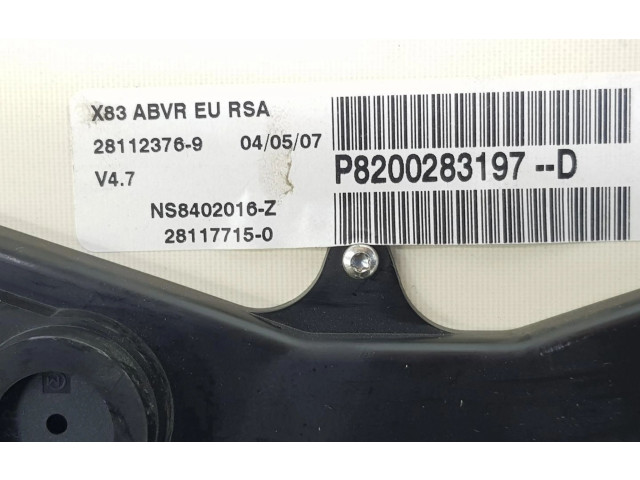 X83 ABVR EU RSA
28112376-9 04/05/07
V4.7
NS8402016-Z
28117715-0
P8200283197--D